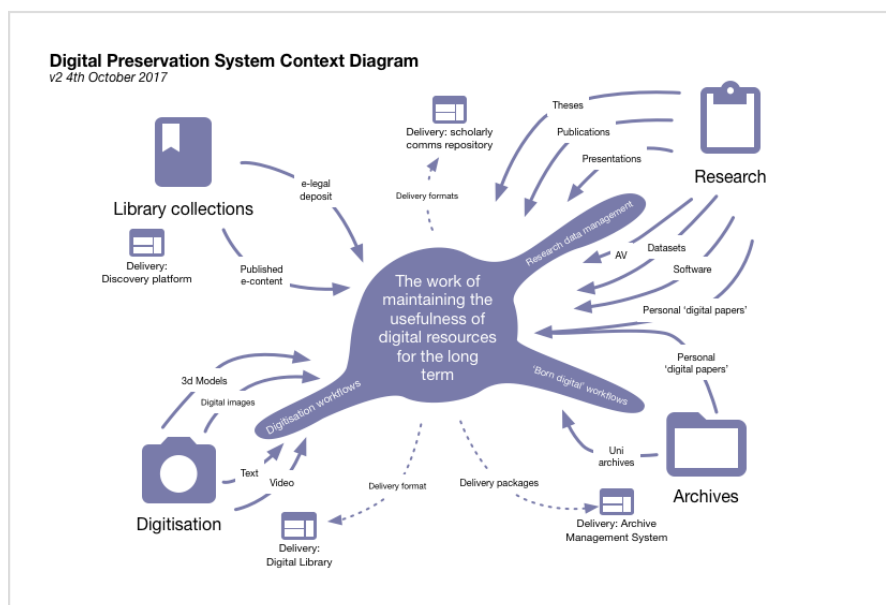 Digital Preservation System Context Diagram
v2 4th October 2017
Library collections
Delivery:
Discovery platform
e-legal
deposit
Published
e-content
Delivery: scholarly
comms repository
Delivery formats
Theses
Publications
Presentations
Research
Research data management
AV
Datasets
Software
Personal ‘digital papers’
The work of
maintaining the
usefulness of
digital resources
for the long
term
Personal
‘digital papers’
‘Born digital’ workflows
Uni
archives
Archives
3d Models
Digital images
Digitisation workflows
Text
Video
Digitisation
Delivery format
Delivery:
Digital Library
Delivery packages
Delivery: Archive
Management System